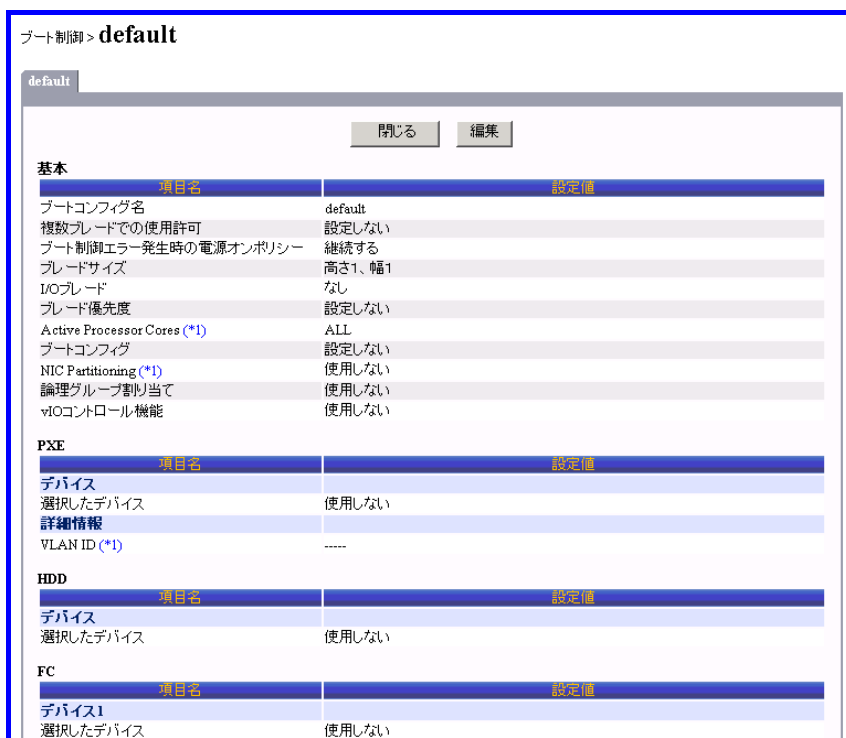 ブート制御 > default
default
閉じる 編集
基本
項目名 設定値
ブートコンフィグ名 default
複数ブレードでの使用許可 設定しない
ブート制御エラー発生時の電源オンポリシー 継続する
ブレードサイズ 高さ1、幅1
I/Oブレード なし
ブレード優先度 設定しない
Active Processor Cores (*1) ALL
ブートコンフィグ 設定しない
NIC Partitioning (*1) 使用しない
論理グループ割り当て 使用しない
vIOコントロール機能 使用しない
PXE
項目名 設定値
デバイス
選択したデバイス 使用しない
詳細情報
VLAN ID (*1) -----
HDD
項目名 設定値
デバイス
選択したデバイス 使用しない
FC
項目名 設定値
デバイス1
選択したデバイス 使用しない